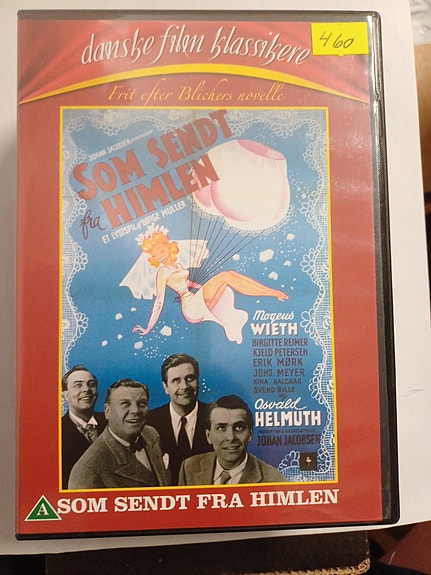 danske film klassikere
460
Frit efter Blichers novelle
JOHAN JACOBSEN
SOM SENDT
fra HIMLEN
ET LYSTSPIL af BØRGE MÜLLER
Mogens
WIETH
BIRGITTE REIMER
KJELD PETERSEN
ERIK MØRK
JOHS. MEYER
NINA KALCKAR
SVEND BILLE
og
Osvald
HELMUTH
JOHAN JACOBSEN
A
SOM SENDT FRA HIMLEN